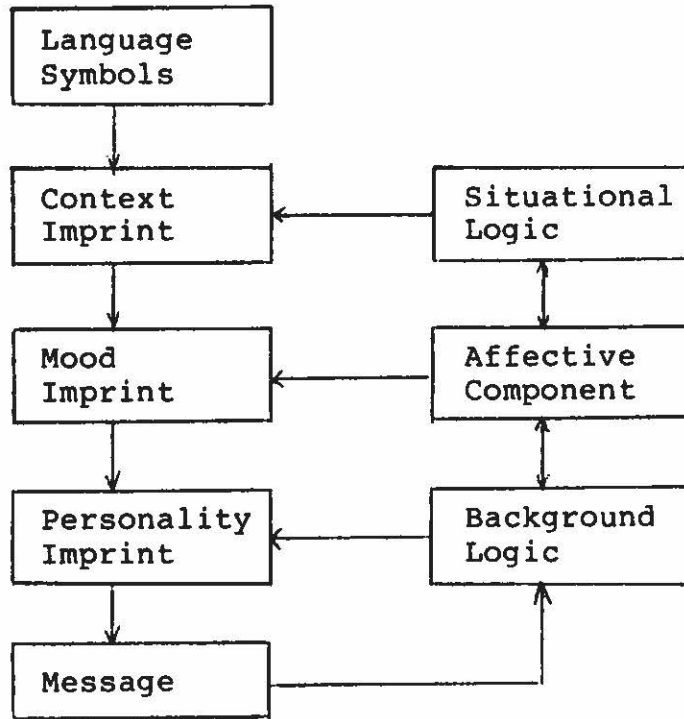 Language
Symbols
Context
Imprint
Situational
Logic
Mood
Imprint
Affective
Component
Personality
Imprint
Background
Logic
Message